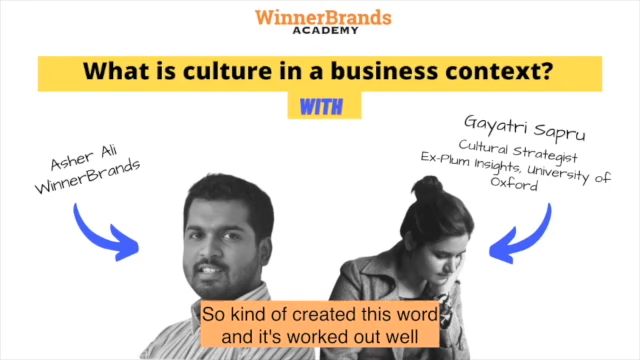 WinnerBrands
ACADEMY
What is culture in a business context?
WITH
Asher Ali
WinnerBrands
Gayatri Sapru
Cultural Strategist
Ex-Plum Insights, University of
Oxford
So kind of created this word
and it's worked out well